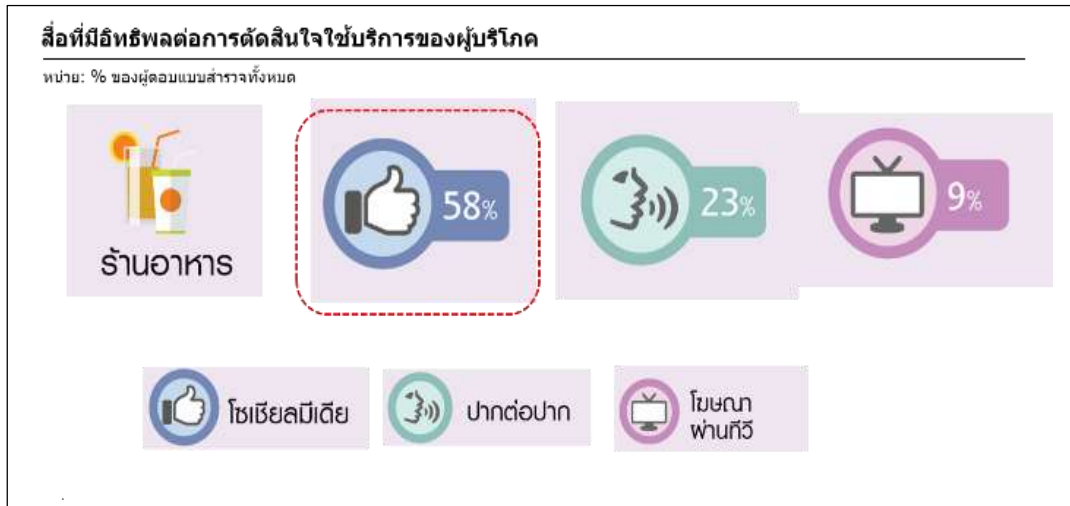 สื่อที่มีอิทธิพลต่อการตัดสินใจใช้บริการของผู้บริโภค
หน่วย: % ของผู้ตอบแบบสำรวจทั้งหมด
58%
23%
9%
ร้านอาหาร
โซเชียลมีเดีย
ปากต่อปาก
โฆษณา
ผ่านทีวี